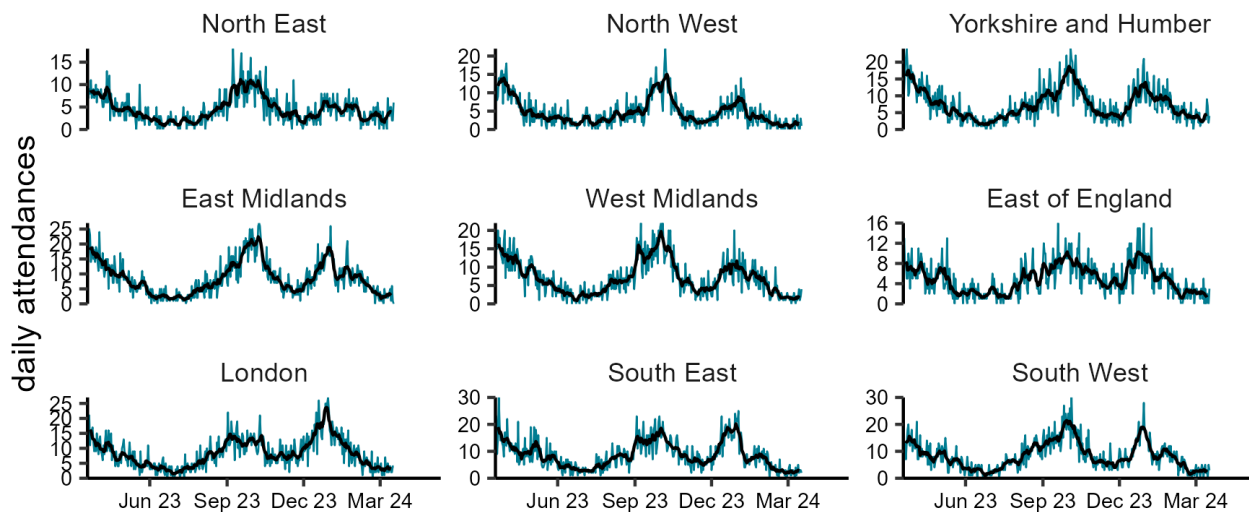 North East North West Yorkshire and Humber
15 20 20
10 15 15
5 10 10
0 5 5
0 0
daily attendances
East Midlands West Midlands East of England
25 20 16
20 15 12
15 10 8
10 5 4
5 0 0
0
London South East South West
25 30 30
20 20 20
15 10 10
10 0 0
5
0
Jun 23 Sep 23 Dec 23 Mar 24 Jun 23 Sep 23 Dec 23 Mar 24 Jun 23 Sep 23 Dec 23 Mar 24